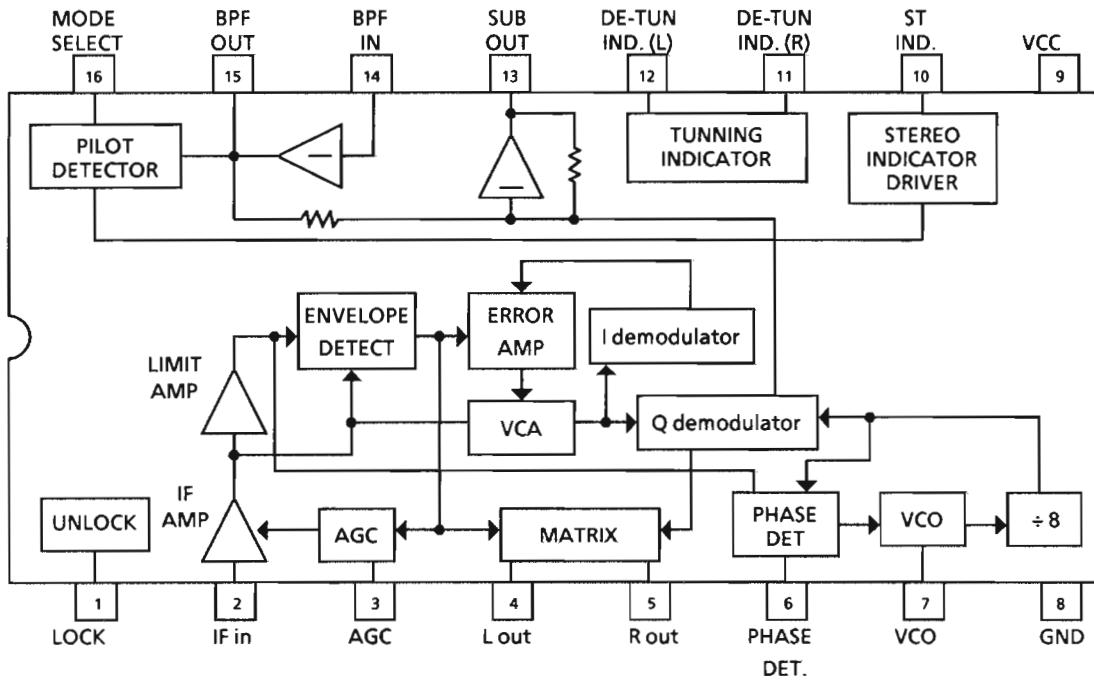 MODE SELECT
BPF OUT
BPF IN
SUB OUT
DE-TUN IND. (L)
DE-TUN IND. (R)
ST IND.
VCC
16
15
14
13
12
11
10
9
PILOT DETECTOR
TUNNING INDICATOR
STEREO INDICATOR DRIVER
ENVELOPE DETECT
ERROR AMP
I demodulator
LIMIT AMP
VCA
Q demodulator
IF AMP
UNLOCK
AGC
MATRIX
PHASE DET
VCO
÷8
1
2
3
4
5
6
7
8
LOCK
IF in
AGC
L out
R out
PHASE DET.
VCO
GND